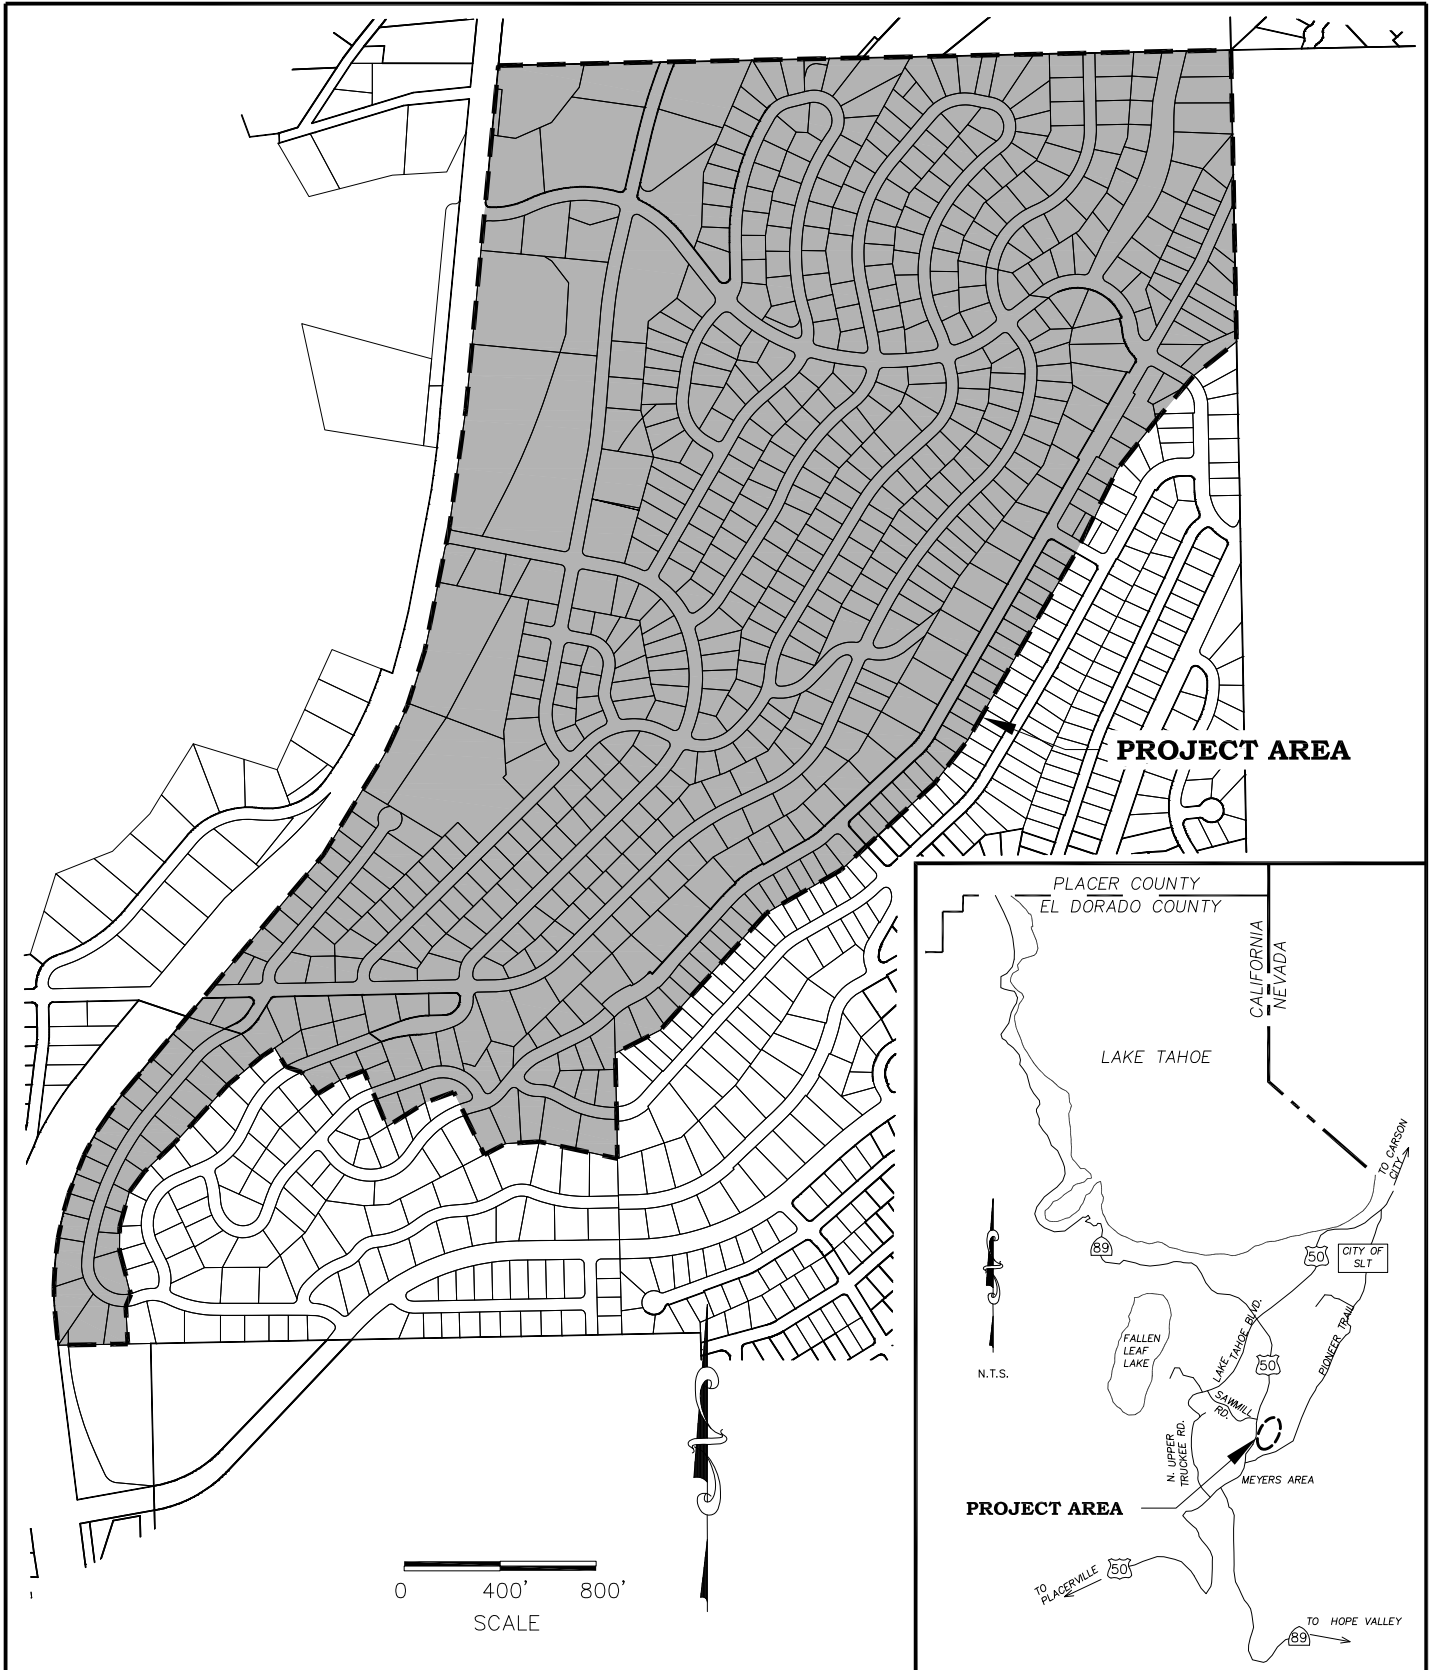 PROJECT AREA
PLACER COUNTY
EL DORADO COUNTY
CALIFORNIA
NEVADA
LAKE TAHOE
TO CARSON
CITY
89
50
CITY OF
SLT
FALLEN
LEAF
LAKE
LAKE
TAHOE BLVD.
PIONEER TRAIL
50
N.T.S.
SAWMILL
RD.
N. UPPER
TRUCKEE RD.
MEYERS AREA
PROJECT AREA
TO
PLACERVILLE
50
TO HOPE VALLEY
89
0 400' 800'
SCALE